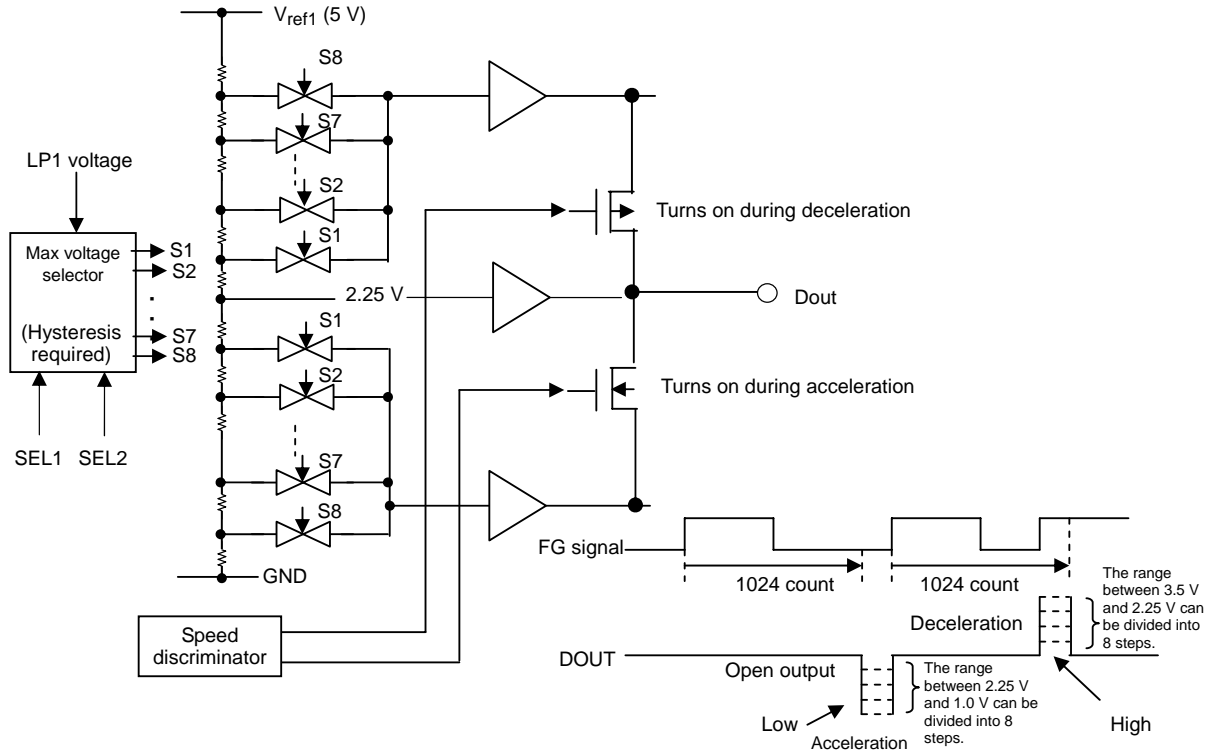 Vref1 (5 V)
S8
S7
S2
S1
LP1 voltage
Max voltage
selector
(Hysteresis
required)
S1
S2
S7
S8
SEL1
SEL2
2.25 V
S1
S2
S7
S8
GND
Turns on during deceleration
Dout
Turns on during acceleration
Speed
discriminator
FG signal
1024 count
1024 count
DOUT
Open output
Low
Acceleration
The range
between 2.25 V
and 1.0 V can be
divided into 8
steps.
Deceleration
High
The range
between 3.5 V
and 2.25 V can
be divided into
8 steps.